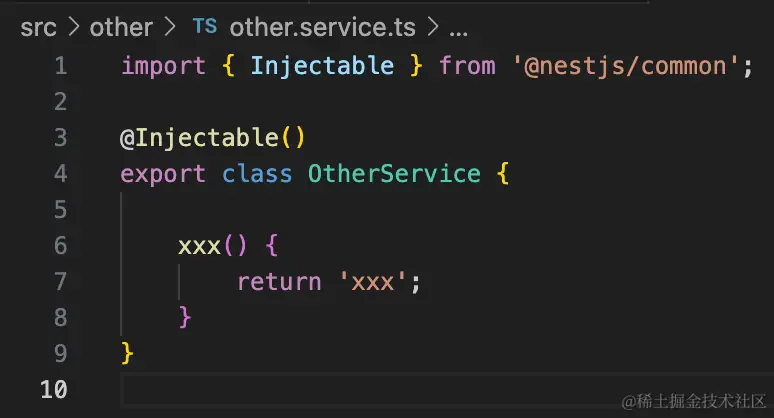 src > other > TS other.service.ts > ...
1 import { Injectable } from '@nestjs/common';
2
3 @Injectable()
4 export class OtherService {
5
6     xxx() {
7         return 'xxx';
8     }
9 }
10
@稀土掘金技术社区